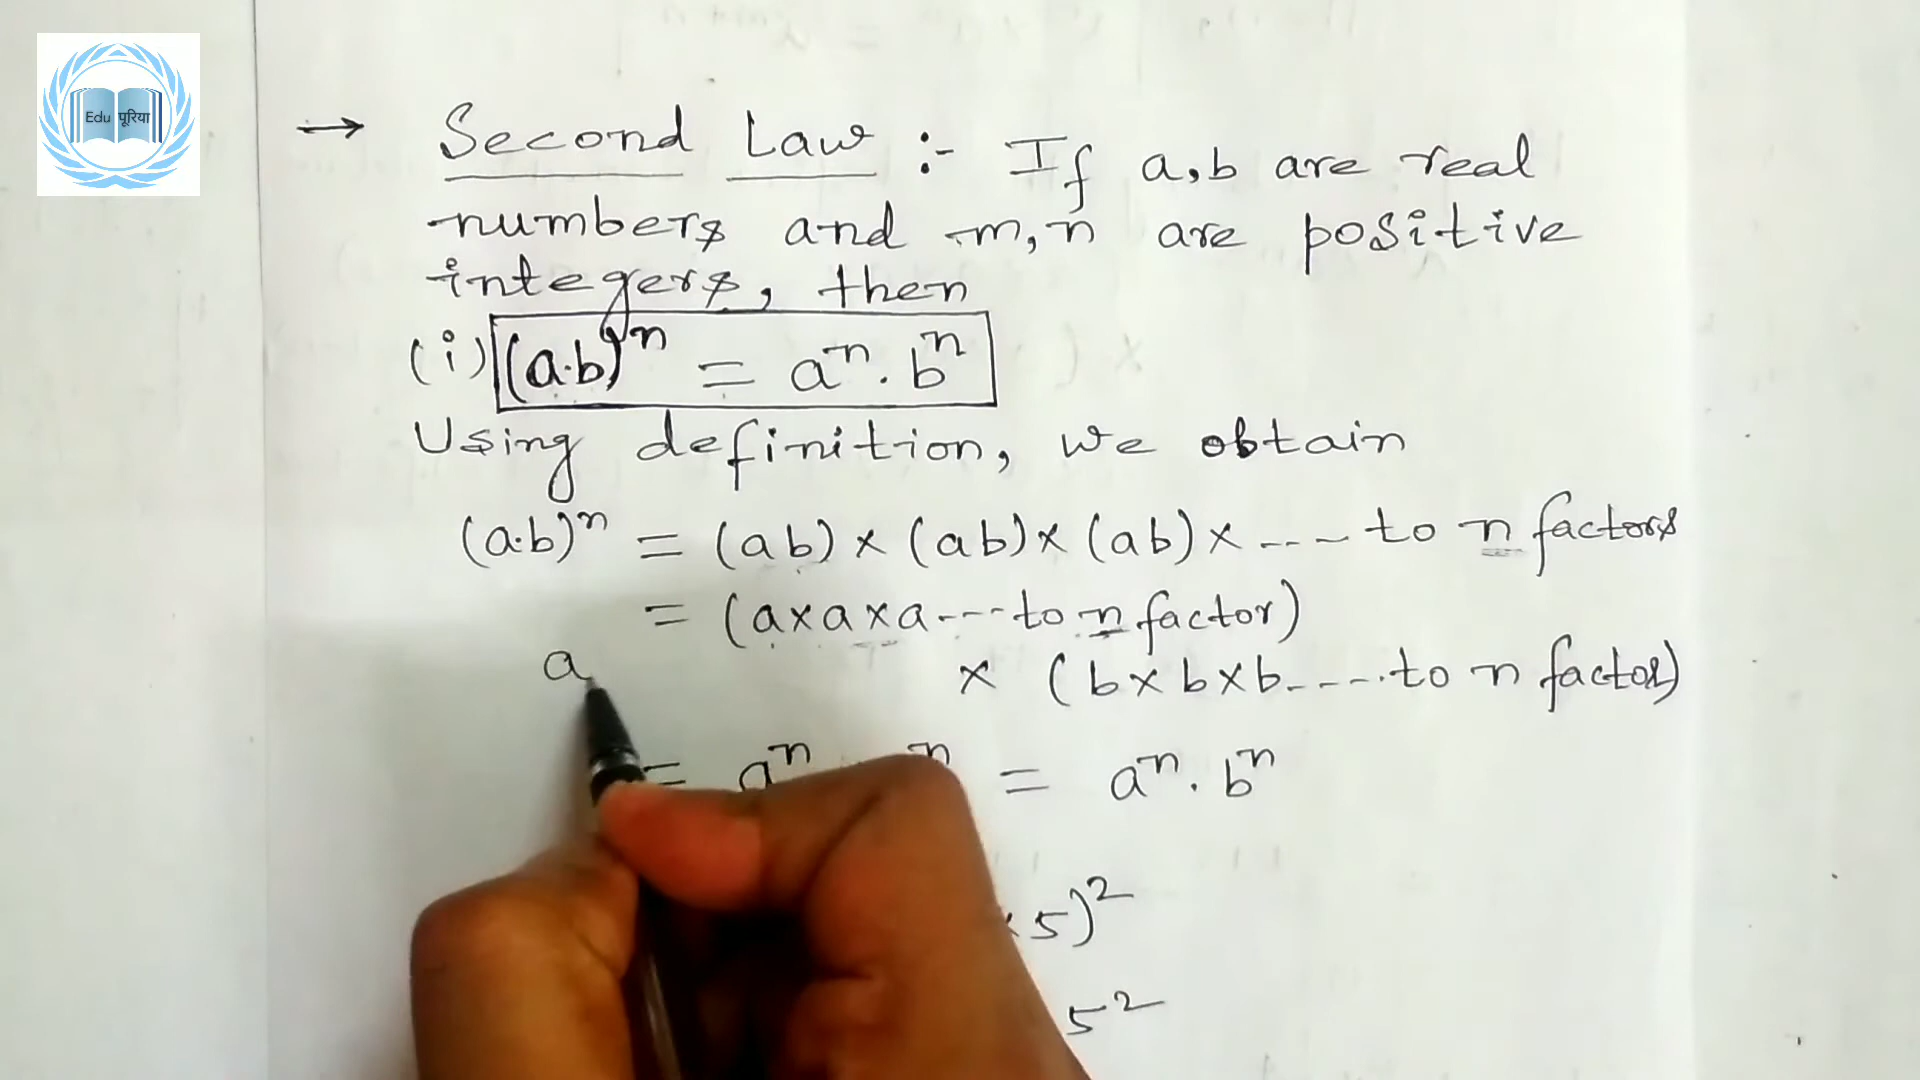 Edu पूरिया
→ Second Law :- If a,b are real
numbers and m,n are positive
integers, then
(i) (a·b)ⁿ = aⁿ · bⁿ
Using definition, we obtain
(a·b)ⁿ = (ab) × (ab) × (ab) × ---- to n factors
= (a×a×a---to n factor)
a
× (b×b×b-----to n factor)
= aⁿ · ⁿ = aⁿ · bⁿ
× 5)²
5²